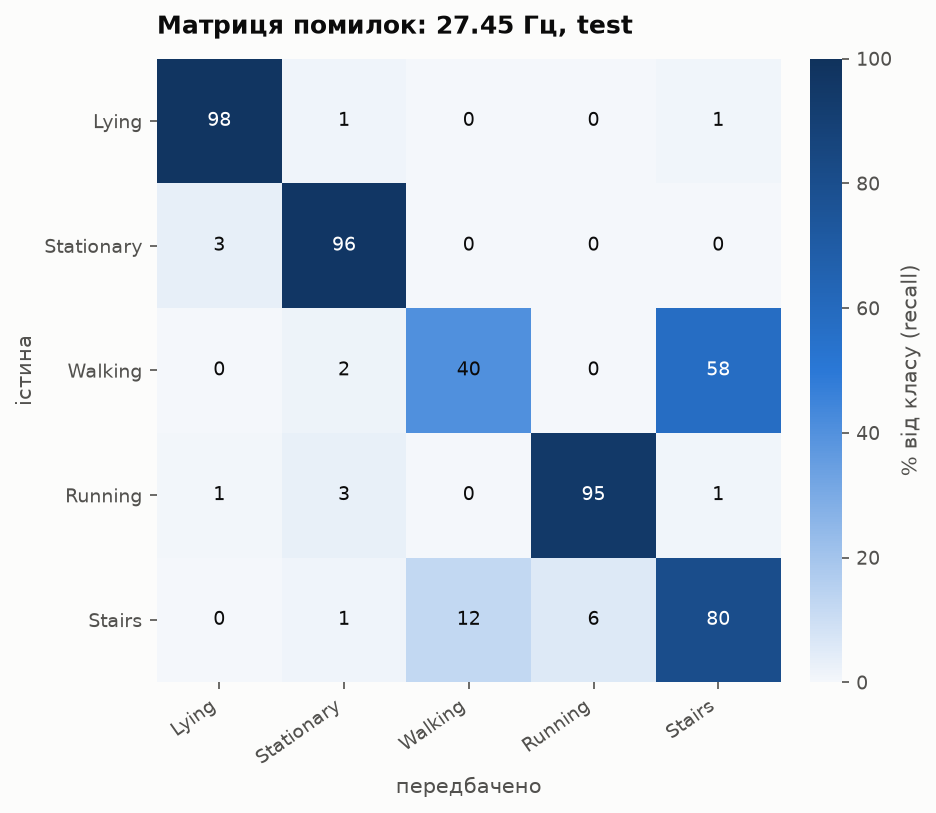 Матриця помилок: 27.45 Гц, test
Lying 98 1 0 0 1
Stationary 3 96 0 0 0
Walking 0 2 40 0 58
Running 1 3 0 95 1
Stairs 0 1 12 6 80
Lying Stationary Walking Running Stairs
передбачено
істина
100
80
60
40
20
0
% від класу (recall)